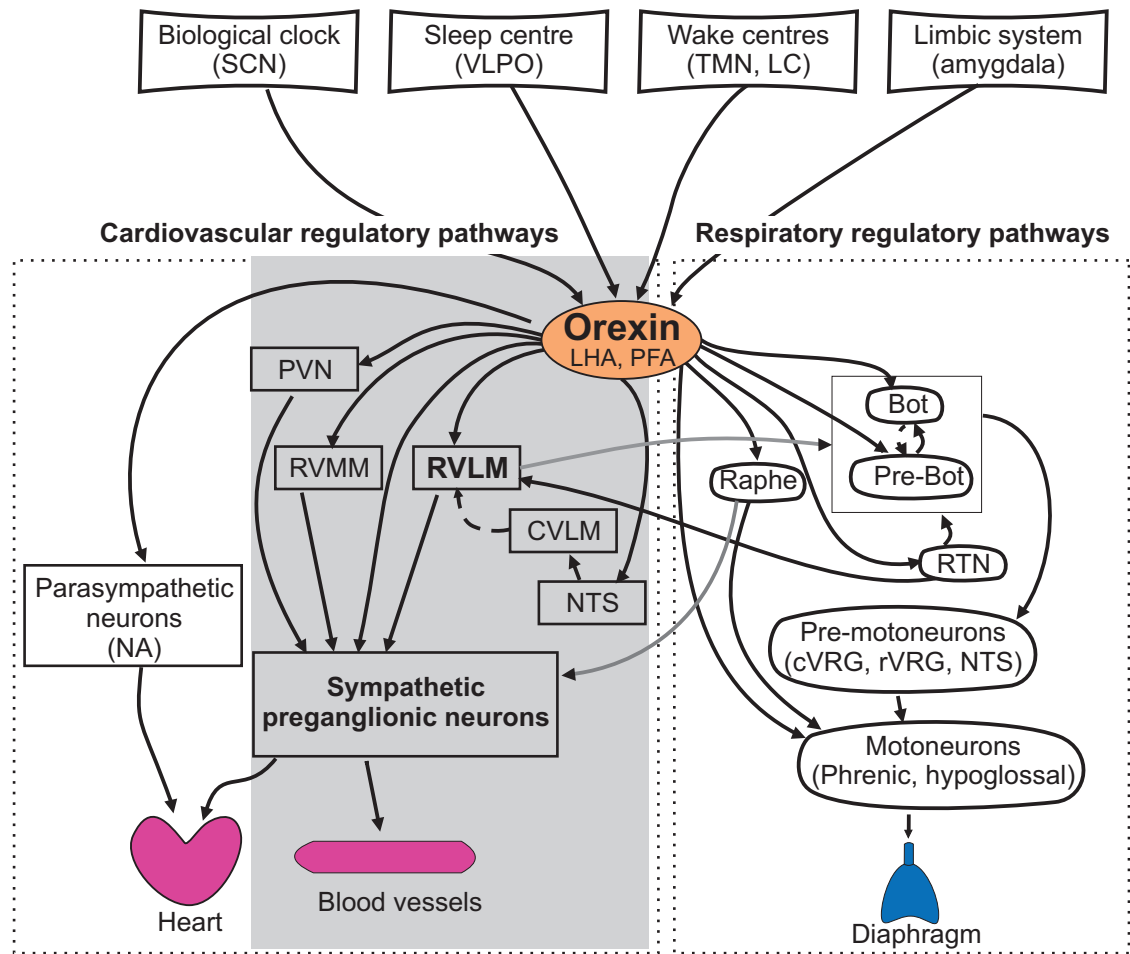 Biological clock
(SCN)
Sleep centre
(VLPO)
Wake centres
(TMN, LC)
Limbic system
(amygdala)
Cardiovascular regulatory pathways
Respiratory regulatory pathways
Orexin
LHA, PFA
PVN
Bot
RVMM
RVLM
Pre-Bot
Raphe
CVLM
RTN
NTS
Parasympathetic
neurons
(NA)
Pre-motoneurons
(cVRG, rVRG, NTS)
Sympathetic
preganglionic neurons
Motoneurons
(Phrenic, hypoglossal)
Heart
Blood vessels
Diaphragm